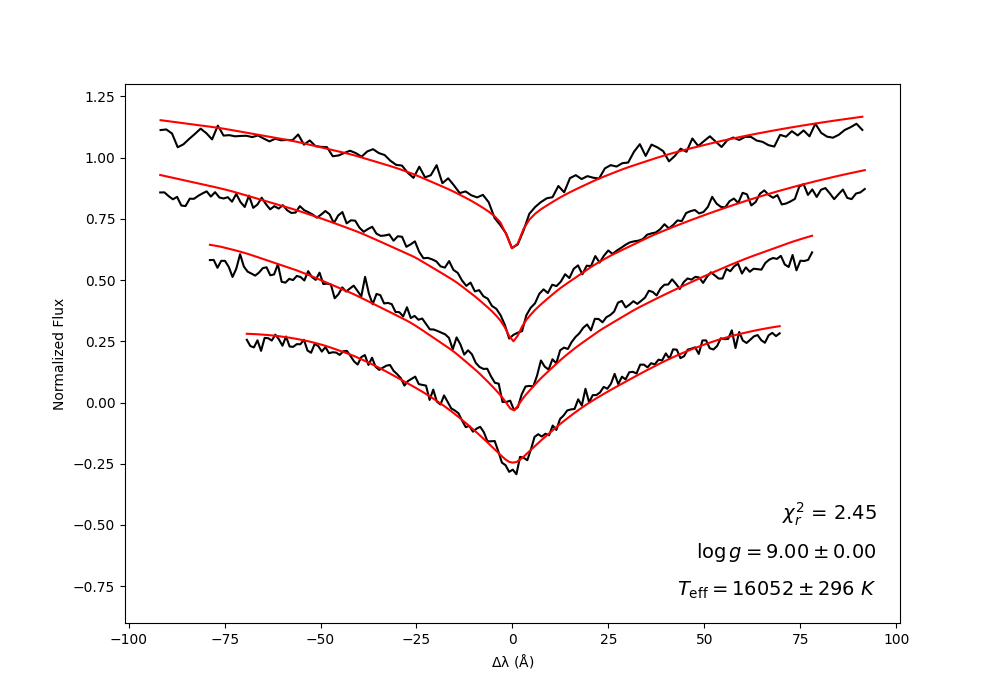 1.25
1.00
0.75
0.50
0.25
0.00
−0.25
−0.50
−0.75
Normalized Flux
χ²ᵣ = 2.45
log g = 9.00 ± 0.00
T_eff = 16052 ± 296 K
−100 −75 −50 −25 0 25 50 75 100
Δλ (Å)